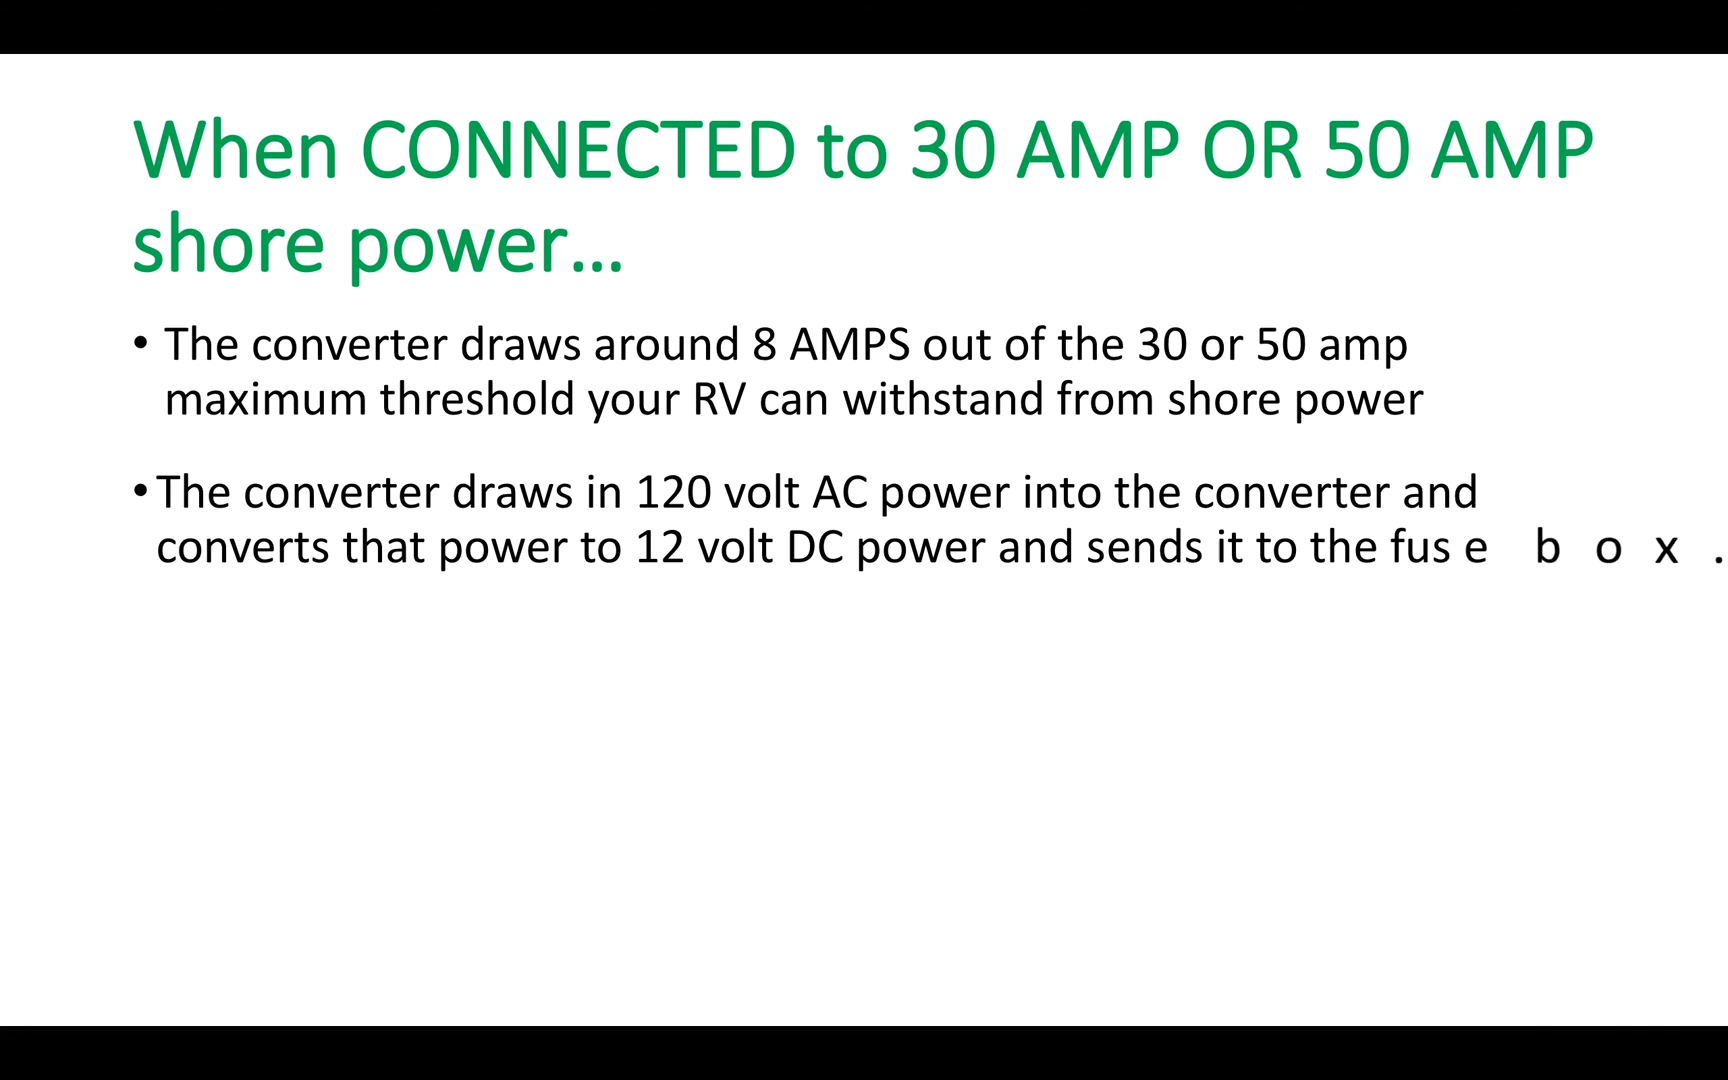 When CONNECTED to 30 AMP OR 50 AMP
shore power...
• The converter draws around 8 AMPS out of the 30 or 50 amp
maximum threshold your RV can withstand from shore power
• The converter draws in 120 volt AC power into the converter and
converts that power to 12 volt DC power and sends it to the fuse box.